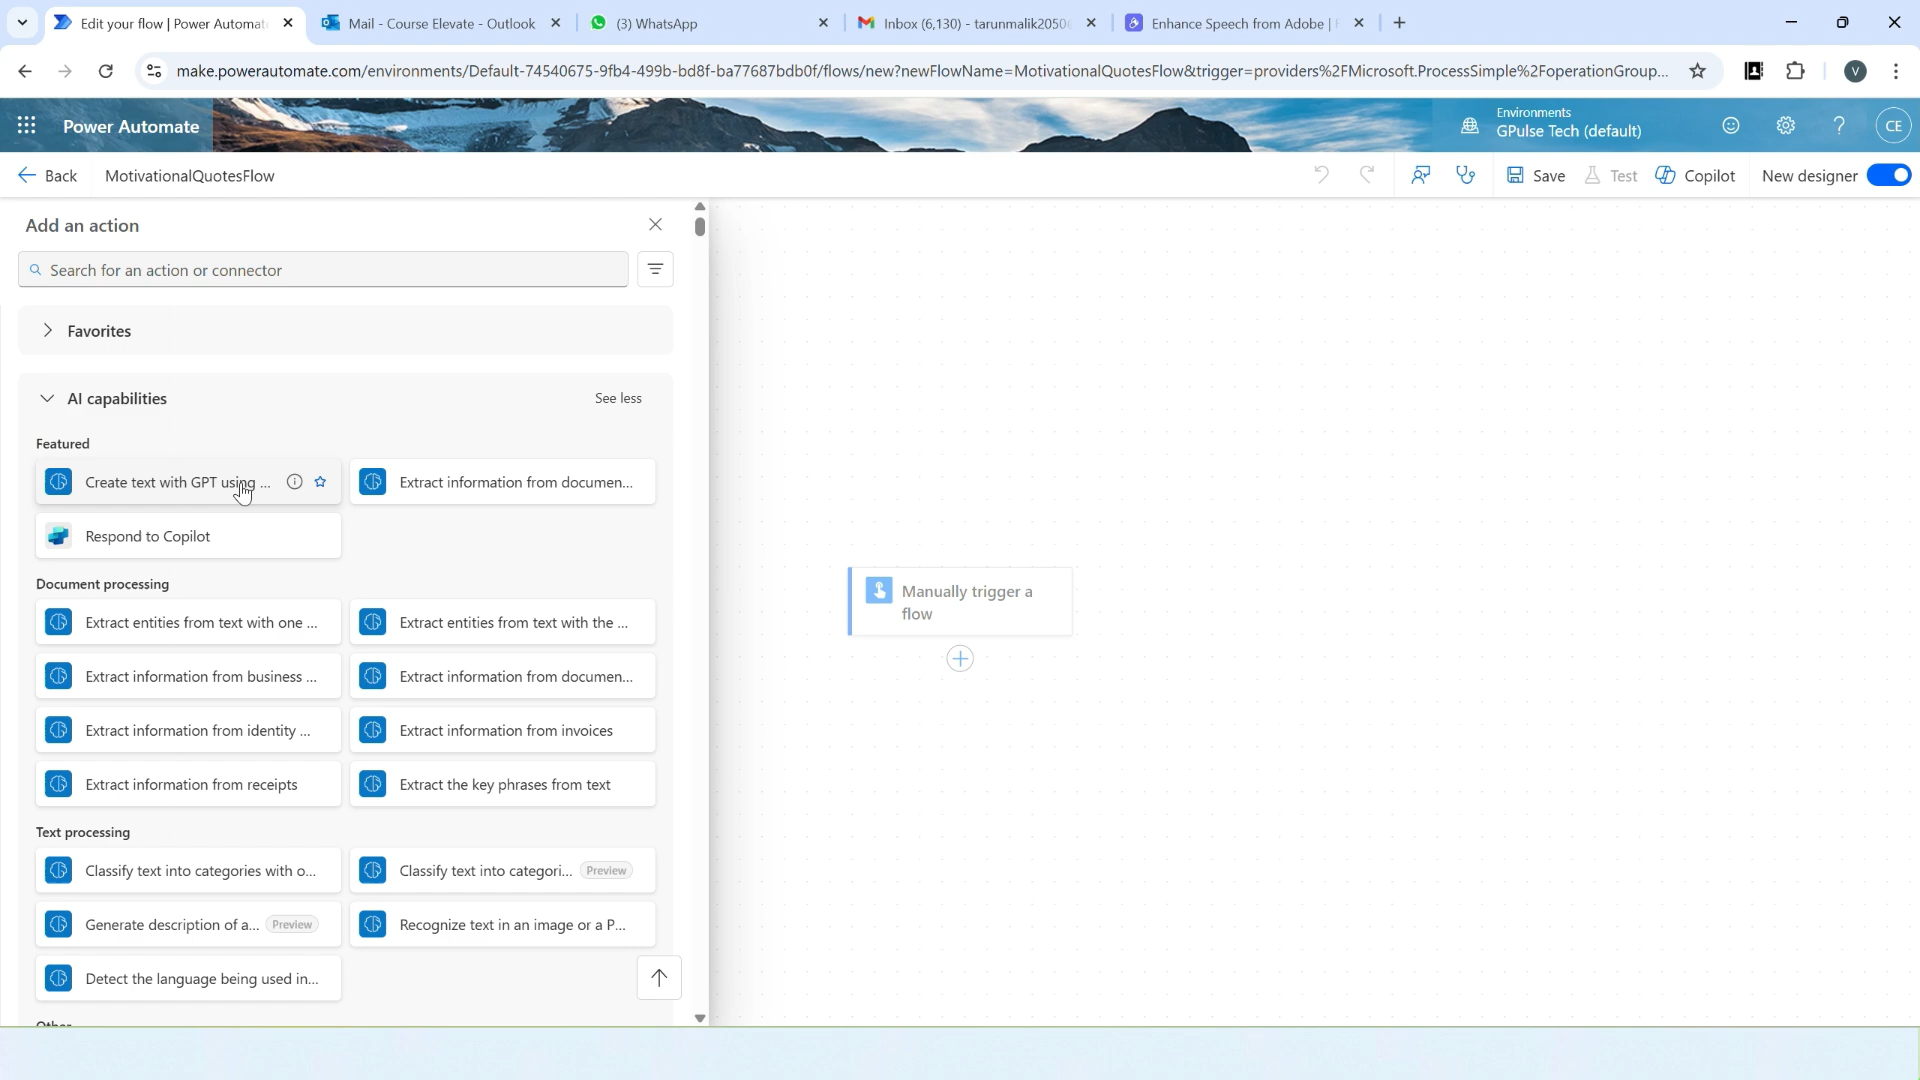 Edit your flow | Power Automat
Mail - Course Elevate - Outlook
(3) WhatsApp
Inbox (6,130) - tarunmalik2050
Enhance Speech from Adobe |
make.powerautomate.com/environments/Default-74540675-9fb4-499b-bd8f-ba77687bdb0f/flows/new?newFlowName=MotivationalQuotesFlow&trigger=providers%2FMicrosoft.ProcessSimple%2FoperationGroup...
V
Power Automate
Environments
GPulse Tech (default)
CE
Back
MotivationalQuotesFlow
Save
Test
Copilot
New designer
Add an action
Search for an action or connector
Favorites
AI capabilities
See less
Featured
Create text with GPT using ...
Extract information from documen...
Respond to Copilot
Manually trigger a
flow
Document processing
Extract entities from text with one ...
Extract entities from text with the ...
Extract information from business ...
Extract information from documen...
Extract information from identity ...
Extract information from invoices
Extract information from receipts
Extract the key phrases from text
Text processing
Classify text into categories with o...
Classify text into categori... Preview
Generate description of a... Preview
Recognize text in an image or a P...
Detect the language being used in...
Other